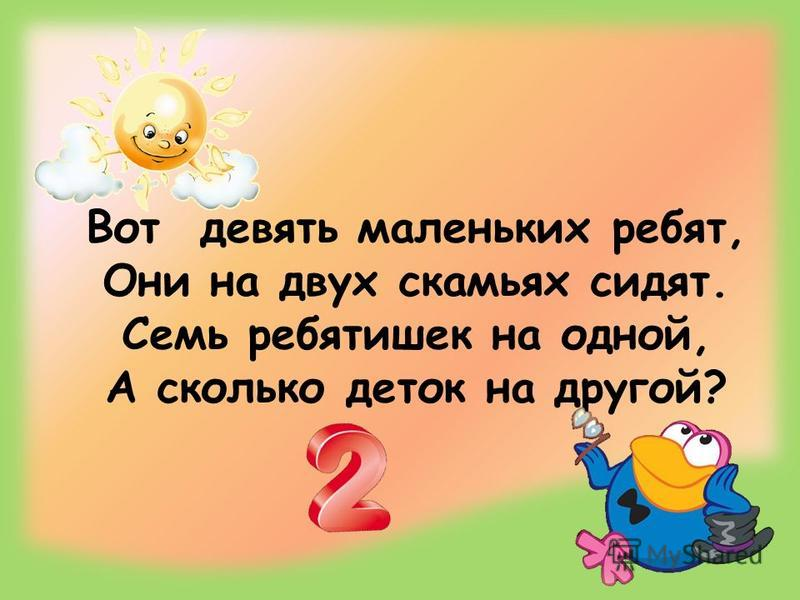 Вот девять маленьких ребят,
Они на двух скамьях сидят.
Семь ребятишек на одной,
А сколько деток на другой?
2
MyShared